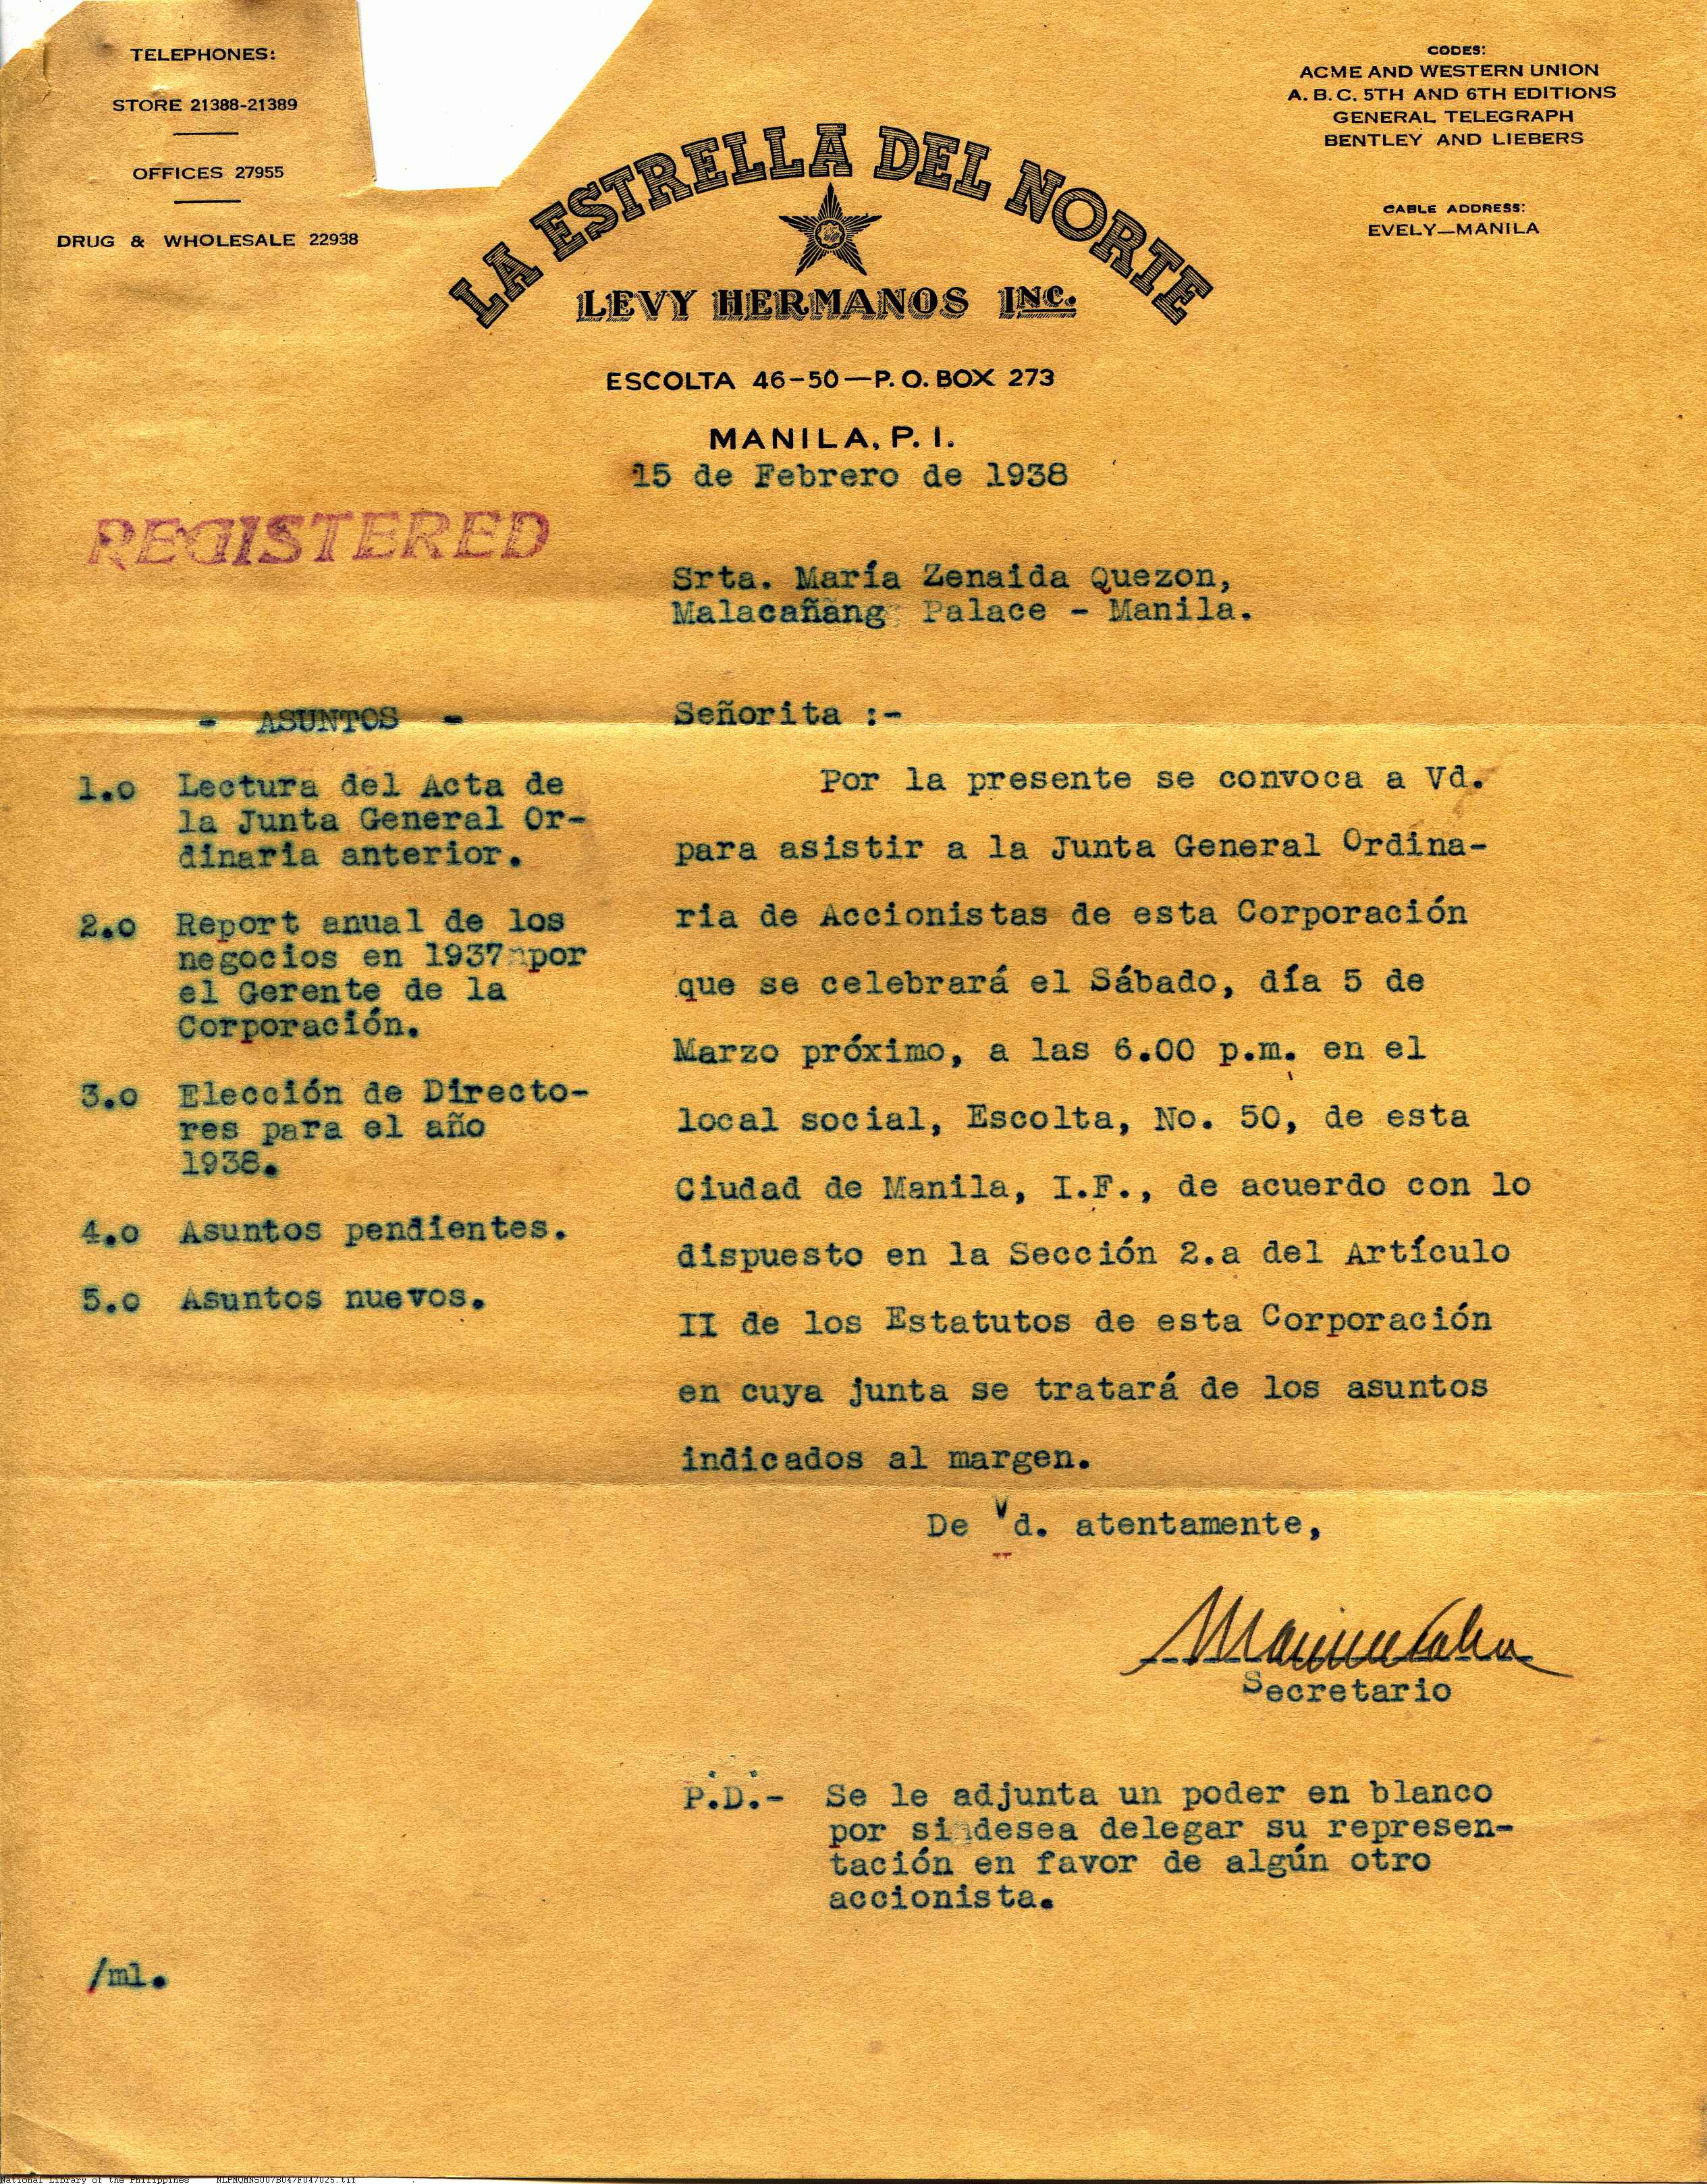 TELEPHONES:
STORE 21388-21389
OFFICES 27955
DRUG & WHOLESALE 22938
CODES:
ACME AND WESTERN UNION
A. B. C. 5TH AND 6TH EDITIONS
GENERAL TELEGRAPH
BENTLEY AND LIEBERS
CABLE ADDRESS:
EVELY—MANILA
LA ESTRELLA DEL NORTE
LEVY HERMANOS INC.
ESCOLTA 46-50—P. O. BOX 273
MANILA, P. I.
15 de Febrero de 1938
REGISTERED
Srta. María Zenaida Quezon,
Malacañang Palace - Manila.
- ASUNTOS -
1.o Lectura del Acta de
la Junta General Or-
dinaria anterior.
2.o Report anual de los
negocios en 1937 por
el Gerente de la
Corporación.
3.o Elección de Directo-
res para el año
1938.
4.o Asuntos pendientes.
5.o Asuntos nuevos.
Señorita :-
Por la presente se convoca a Vd.
para asistir a la Junta General Ordina-
ria de Accionistas de esta Corporación
que se celebrará el Sábado, día 5 de
Marzo próximo, a las 6.00 p.m. en el
local social, Escolta, No. 50, de esta
Ciudad de Manila, I.F., de acuerdo con lo
dispuesto en la Sección 2.a del Artículo
II de los Estatutos de esta Corporación
en cuya junta se tratará de los asuntos
indicados al margen.
De Vd. atentamente,
Secretario
P.D.- Se le adjunta un poder en blanco
por si desea delegar su represen-
tación en favor de algún otro
accionista.
/ml.
National Library of the Philippines NLPMQMNS007B047F047025.tif